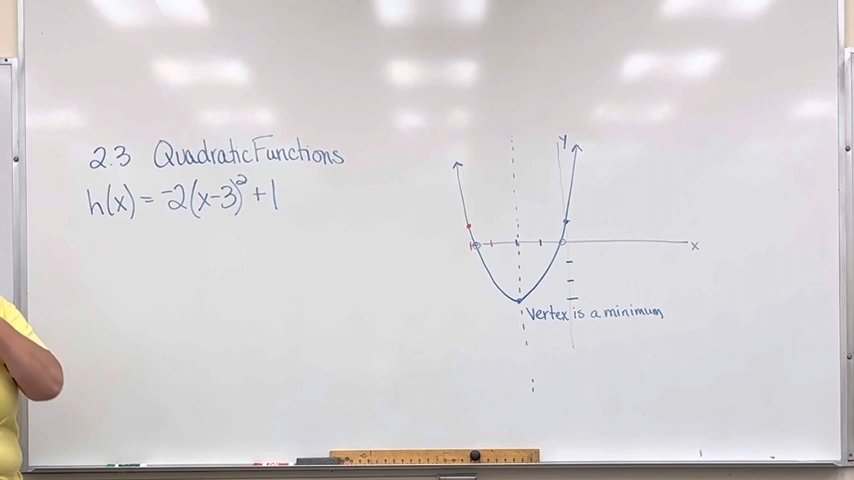 2.3 Quadratic Functions
h(x) = -2(x-3)² + 1
y
x
Vertex is a minimum